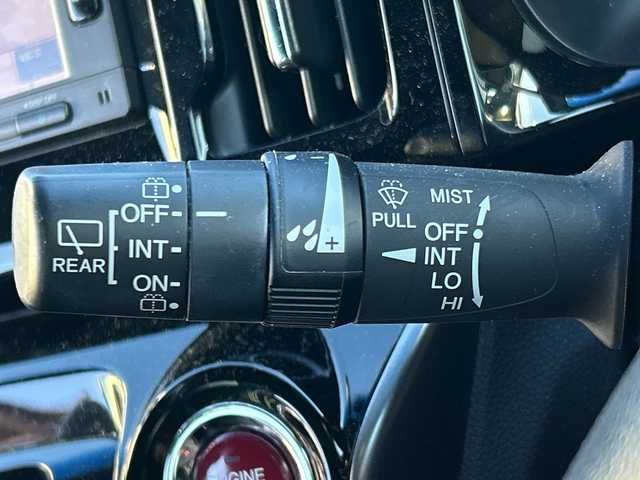 REAR
OFF
INT
ON
− 
+
PULL
MIST
OFF
INT
LO
HI
ENGINE